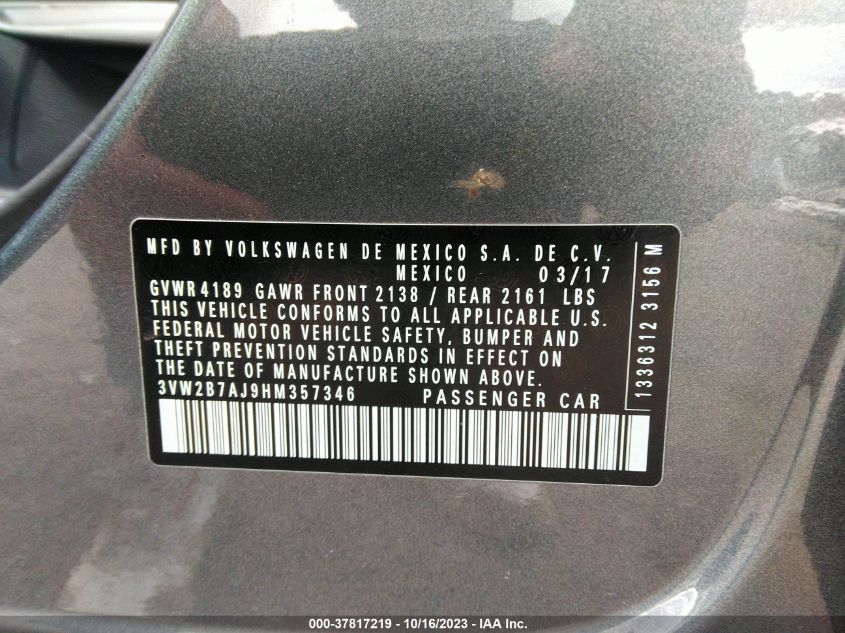 MFD BY VOLKSWAGEN DE MEXICO S.A. DE C.V.
MEXICO 03/17
GVWR 4189 GAWR FRONT 2138 / REAR 2161 LBS
THIS VEHICLE CONFORMS TO ALL APPLICABLE U.S.
FEDERAL MOTOR VEHICLE SAFETY, BUMPER AND
THEFT PREVENTION STANDARDS IN EFFECT ON
THE DATE OF MANUFACTURE SHOWN ABOVE.
3VW2B7AJ9HM357346 PASSENGER CAR
1336312 3156 M
000-37817219 - 10/16/2023 - IAA Inc.